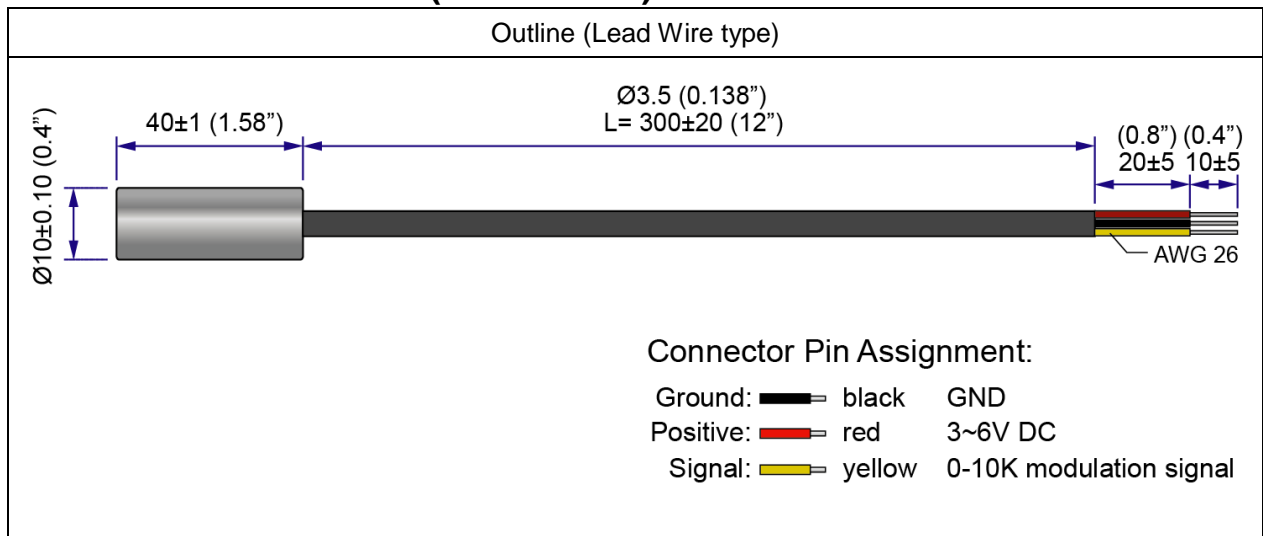 Outline (Lead Wire type)
Ø3.5 (0.138”)
40±1 (1.58”)
L= 300±20 (12”)
(0.8”) (0.4”)
20±5 10±5
Ø10±0.10 (0.4”)
AWG 26
Connector Pin Assignment:
Ground: black GND
Positive: red 3~6V DC
Signal: yellow 0-10K modulation signal